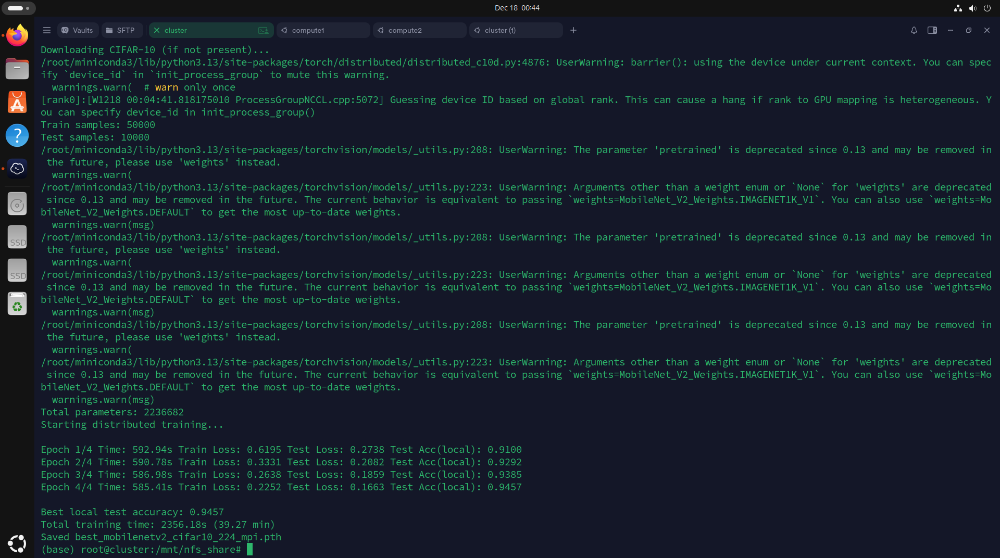 Dec 18 00:44
Vaults
SFTP
cluster
compute1
compute2
cluster (1)
Downloading CIFAR-10 (if not present)...
/root/miniconda3/lib/python3.13/site-packages/torch/distributed/distributed_c10d.py:4876: UserWarning: barrier(): using the device under current context. You can spec
ify `device_id` in `init_process_group` to mute this warning.
  warnings.warn(  # warn only once
[rank0]:[W1218 00:04:41.818175010 ProcessGroupNCCL.cpp:5072] Guessing device ID based on global rank. This can cause a hang if rank to GPU mapping is heterogeneous. Y
ou can specify device_id in init_process_group()
Train samples: 50000
Test samples: 10000
/root/miniconda3/lib/python3.13/site-packages/torchvision/models/_utils.py:208: UserWarning: The parameter 'pretrained' is deprecated since 0.13 and may be removed in
 the future, please use 'weights' instead.
  warnings.warn(
/root/miniconda3/lib/python3.13/site-packages/torchvision/models/_utils.py:223: UserWarning: Arguments other than a weight enum or `None` for 'weights' are deprecated
 since 0.13 and may be removed in the future. The current behavior is equivalent to passing `weights=MobileNet_V2_Weights.IMAGENET1K_V1`. You can also use `weights=Mo
bileNet_V2_Weights.DEFAULT` to get the most up-to-date weights.
  warnings.warn(msg)
/root/miniconda3/lib/python3.13/site-packages/torchvision/models/_utils.py:208: UserWarning: The parameter 'pretrained' is deprecated since 0.13 and may be removed in
 the future, please use 'weights' instead.
  warnings.warn(
/root/miniconda3/lib/python3.13/site-packages/torchvision/models/_utils.py:223: UserWarning: Arguments other than a weight enum or `None` for 'weights' are deprecated
 since 0.13 and may be removed in the future. The current behavior is equivalent to passing `weights=MobileNet_V2_Weights.IMAGENET1K_V1`. You can also use `weights=Mo
bileNet_V2_Weights.DEFAULT` to get the most up-to-date weights.
  warnings.warn(msg)
/root/miniconda3/lib/python3.13/site-packages/torchvision/models/_utils.py:208: UserWarning: The parameter 'pretrained' is deprecated since 0.13 and may be removed in
 the future, please use 'weights' instead.
  warnings.warn(
/root/miniconda3/lib/python3.13/site-packages/torchvision/models/_utils.py:223: UserWarning: Arguments other than a weight enum or `None` for 'weights' are deprecated
 since 0.13 and may be removed in the future. The current behavior is equivalent to passing `weights=MobileNet_V2_Weights.IMAGENET1K_V1`. You can also use `weights=Mo
bileNet_V2_Weights.DEFAULT` to get the most up-to-date weights.
  warnings.warn(msg)
Total parameters: 2236682
Starting distributed training...
Epoch 1/4 Time: 592.94s Train Loss: 0.6195 Test Loss: 0.2738 Test Acc(local): 0.9100
Epoch 2/4 Time: 590.78s Train Loss: 0.3331 Test Loss: 0.2082 Test Acc(local): 0.9292
Epoch 3/4 Time: 586.98s Train Loss: 0.2638 Test Loss: 0.1859 Test Acc(local): 0.9385
Epoch 4/4 Time: 585.41s Train Loss: 0.2252 Test Loss: 0.1663 Test Acc(local): 0.9457
Best local test accuracy: 0.9457
Total training time: 2356.18s (39.27 min)
Saved best_mobilenetv2_cifar10_224_mpi.pth
(base) root@cluster:/mnt/nfs_share#
SSD
SSD